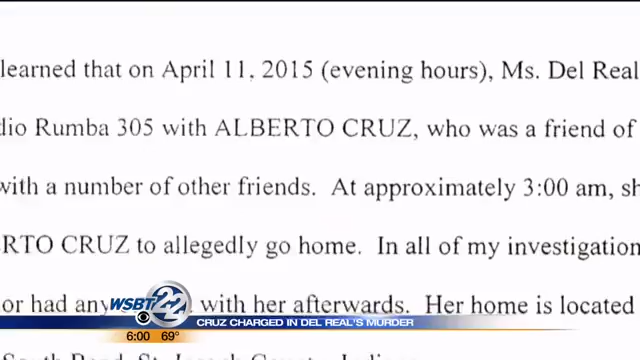 learned that on April 11, 2015 (evening hours), Ms. Del Real
dio Rumba 305 with ALBERTO CRUZ, who was a friend of
with a number of other friends. At approximately 3:00 am, sh
ERTO CRUZ to allegedly go home. In all of my investigation
or had any with her afterwards. Her home is located
WSBT 22
CRUZ CHARGED IN DEL REAL'S MURDER
6:00 69°